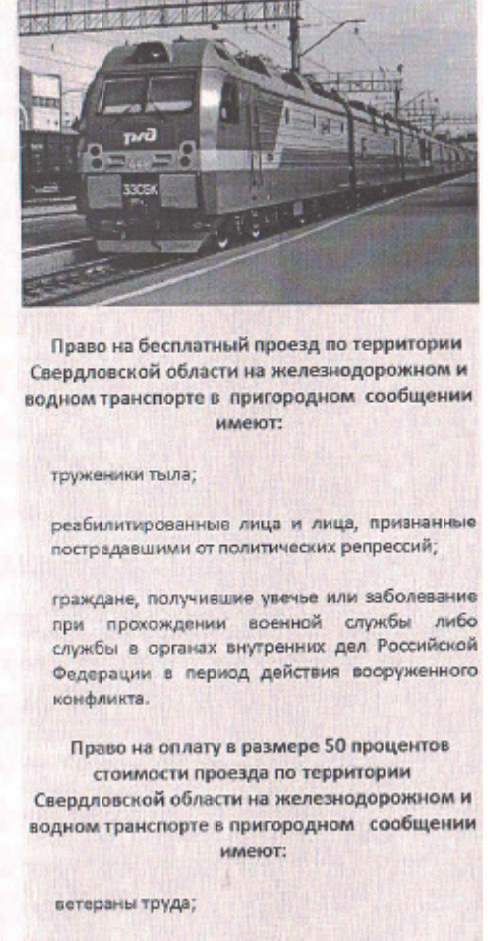 РЖД
3ЭС5К
Право на бесплатный проезд по территории
Свердловской области на железнодорожном и
водном транспорте в пригородном сообщении
имеют:
труженики тыла;
реабилитированные лица и лица, признанные
пострадавшими от политических репрессий;
граждане, получившие увечье или заболевание
при прохождении военной службы либо
службы в органах внутренних дел Российской
Федерации в период действия вооруженного
конфликта.
Право на оплату в размере 50 процентов
стоимости проезда по территории
Свердловской области на железнодорожном и
водном транспорте в пригородном сообщении
имеют:
ветераны труда;